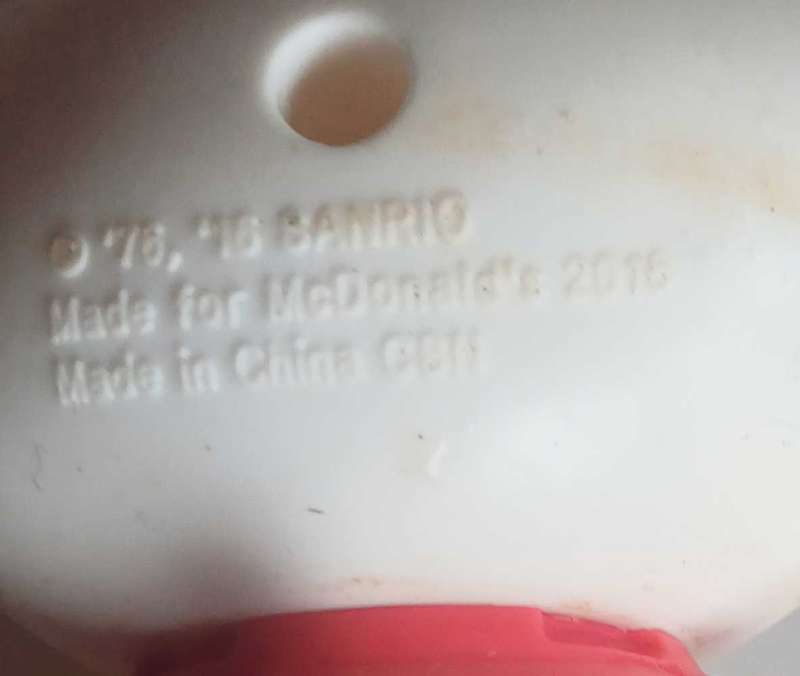 © '76, '16 SANRIO
Made for McDonald's 2016
Made in China